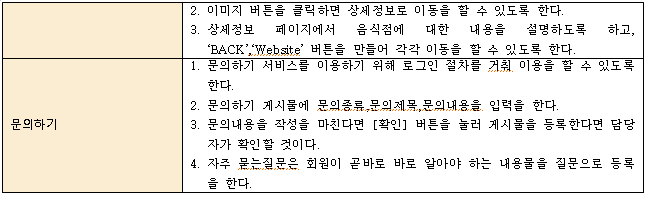 2. 이미지 버튼을 클릭하면 상세정보로 이동을 할 수 있도록 한다.
3. 상세정보 페이지에서 음식점에 대한 내용을 설명하도록 하고,
‘BACK’,‘Website’ 버튼을 만들어 각각 이동을 할 수 있도록 한다.
문의하기
1. 문의하기 서비스를 이용하기 위해 로그인 절차를 거춰 이용을 할 수 있도록
한다.
2. 문의하기 게시물에 문의종류,문의제목,문의내용을 입력을 한다.
3. 문의내용을 작성을 마친다면 [확인] 버튼을 눌러 게시물을 등록한다면 담당
자가 확인할 것이다.
4. 자주 묻는질문은 회원이 곧바로 바로 알아야 하는 내용물을 질문으로 등록
을 한다.